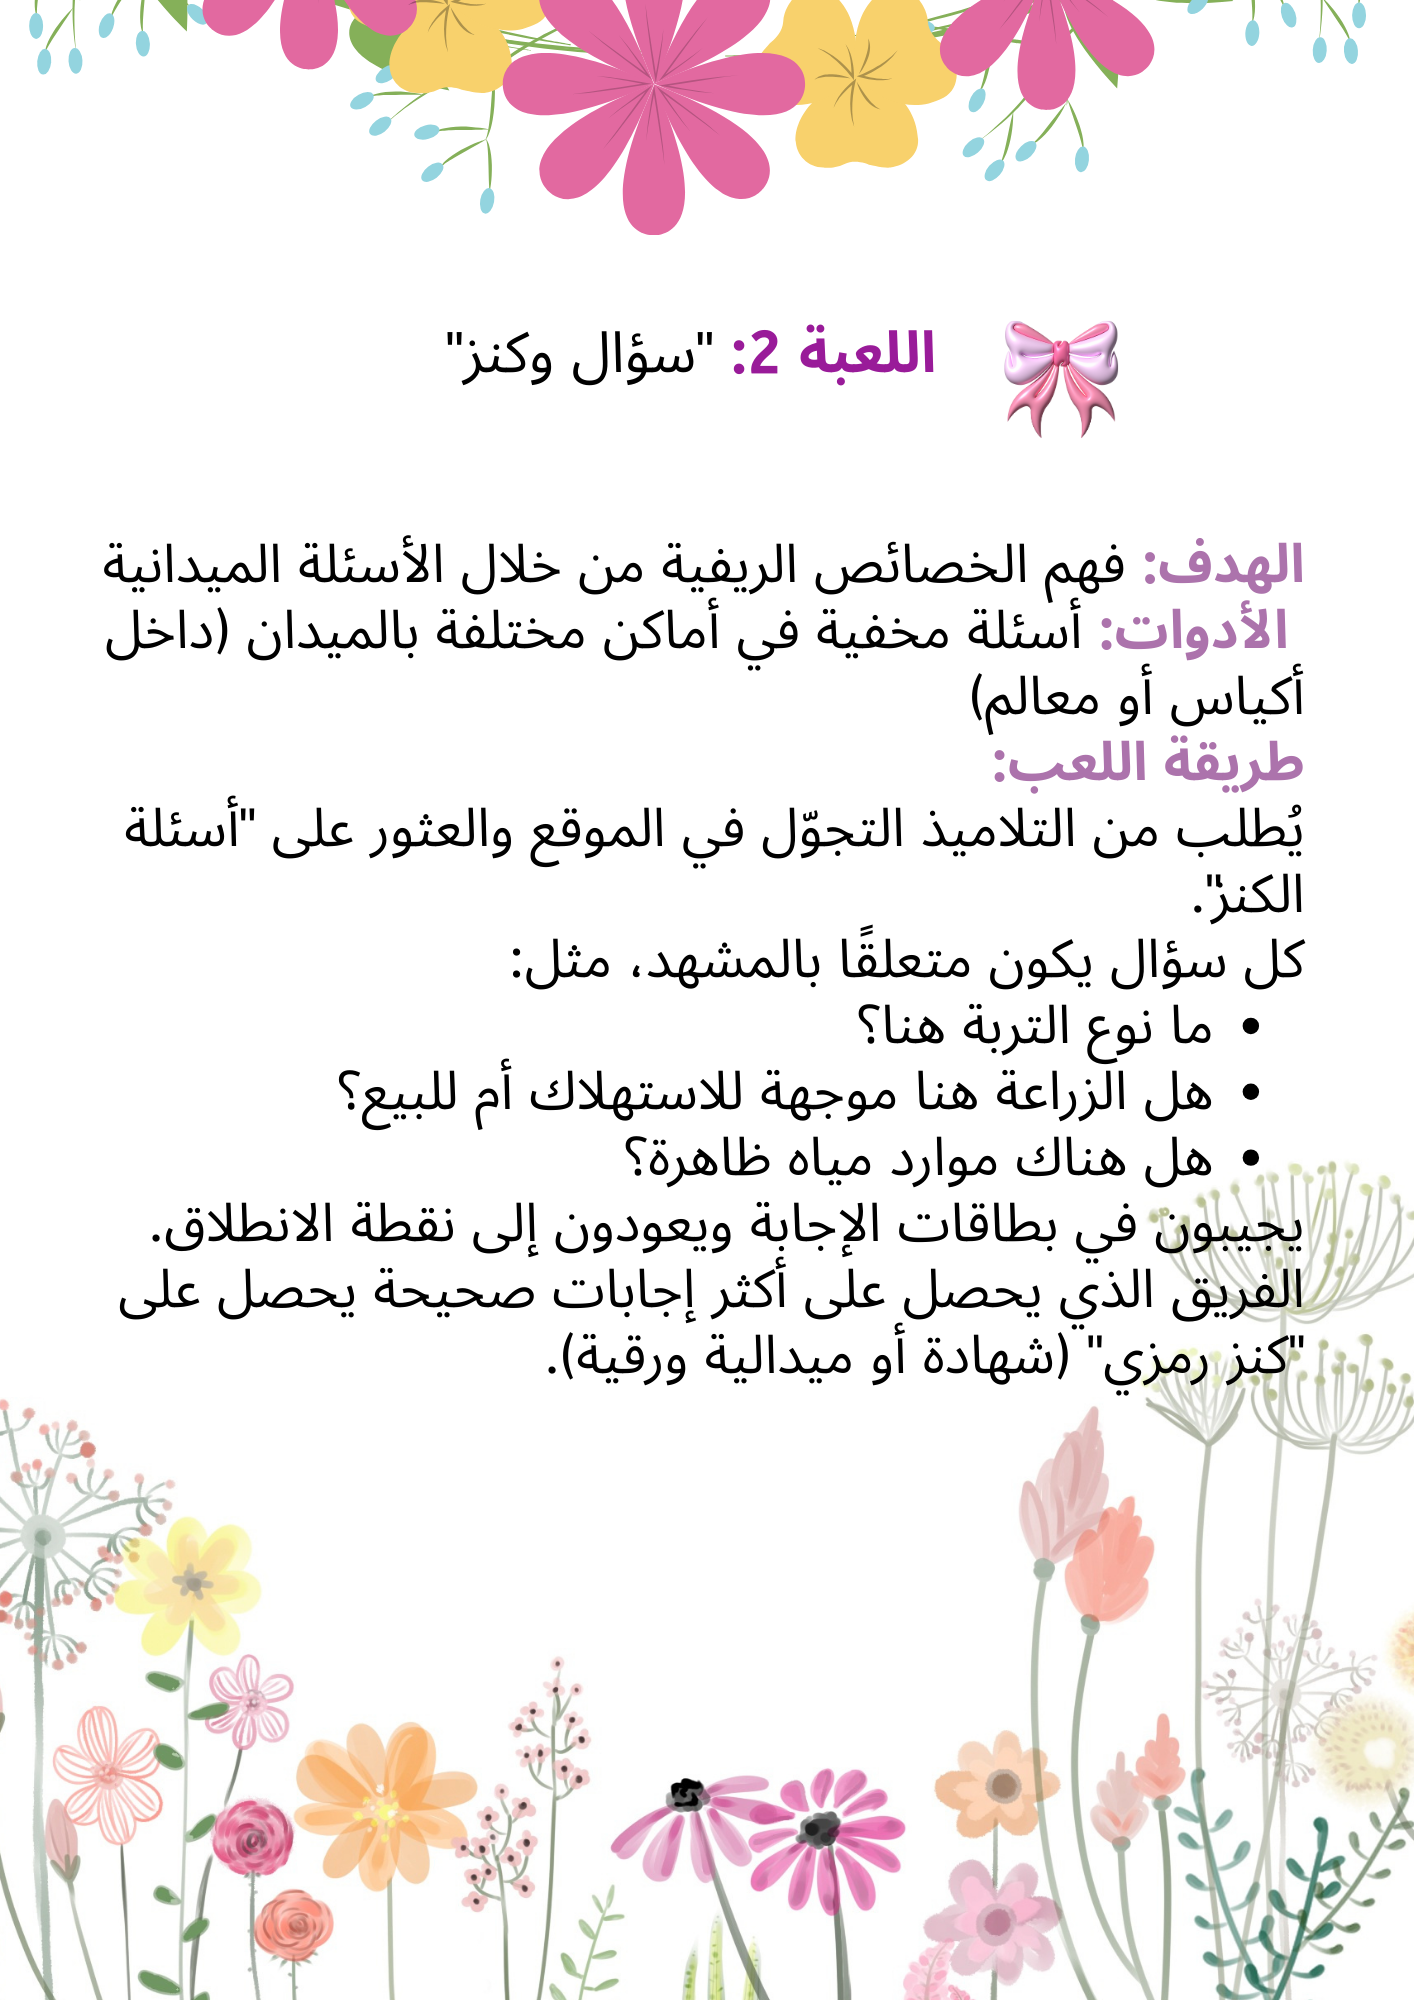 اللعبة 2: "سؤال وكنز"
الهدف: فهم الخصائص الريفية من خلال الأسئلة الميدانية
الأدوات: أسئلة مخفية في أماكن مختلفة بالميدان (داخل
أكياس أو معالم)
طريقة اللعب:
يُطلب من التلاميذ التجوّل في الموقع والعثور على "أسئلة
الكنز".
كل سؤال يكون متعلقًا بالمشهد، مثل:
• ما نوع التربة هنا؟
• هل الزراعة هنا موجهة للاستهلاك أم للبيع؟
• هل هناك موارد مياه ظاهرة؟
يجيبون في بطاقات الإجابة ويعودون إلى نقطة الانطلاق.
الفريق الذي يحصل على أكثر إجابات صحيحة يحصل على
"كنز رمزي" (شهادة أو ميدالية ورقية).